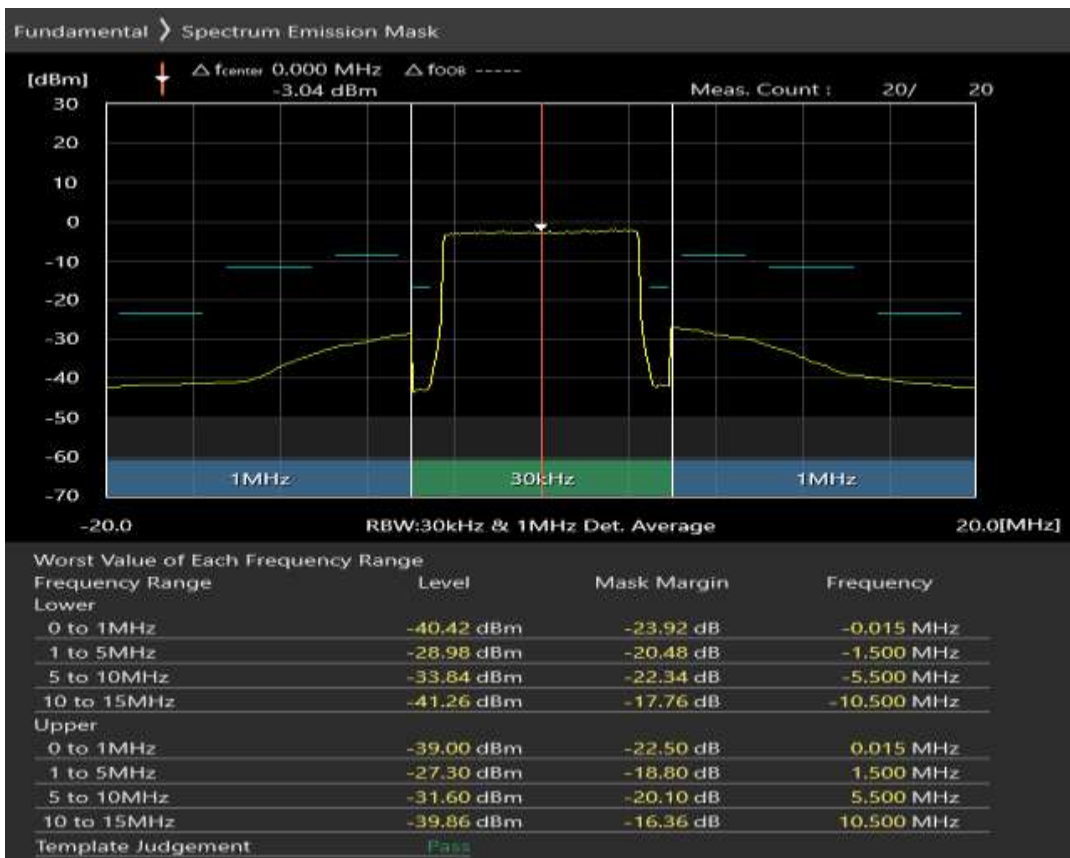 Fundamental ❯ Spectrum Emission Mask
[dBm] △ fcenter 0.000 MHz △ fOOB -----
-3.04 dBm Meas. Count : 20/ 20
30
20
10
0
-10
-20
-30
-40
-50
-60
-70
1MHz 30kHz 1MHz
-20.0 RBW:30kHz & 1MHz Det. Average 20.0[MHz]
Worst Value of Each Frequency Range
Frequency Range Level Mask Margin Frequency
Lower
0 to 1MHz -40.42 dBm -23.92 dB -0.015 MHz
1 to 5MHz -28.98 dBm -20.48 dB -1.500 MHz
5 to 10MHz -33.84 dBm -22.34 dB -5.500 MHz
10 to 15MHz -41.26 dBm -17.76 dB -10.500 MHz
Upper
0 to 1MHz -39.00 dBm -22.50 dB 0.015 MHz
1 to 5MHz -27.30 dBm -18.80 dB 1.500 MHz
5 to 10MHz -31.60 dBm -20.10 dB 5.500 MHz
10 to 15MHz -39.86 dBm -16.36 dB 10.500 MHz
Template Judgement Pass